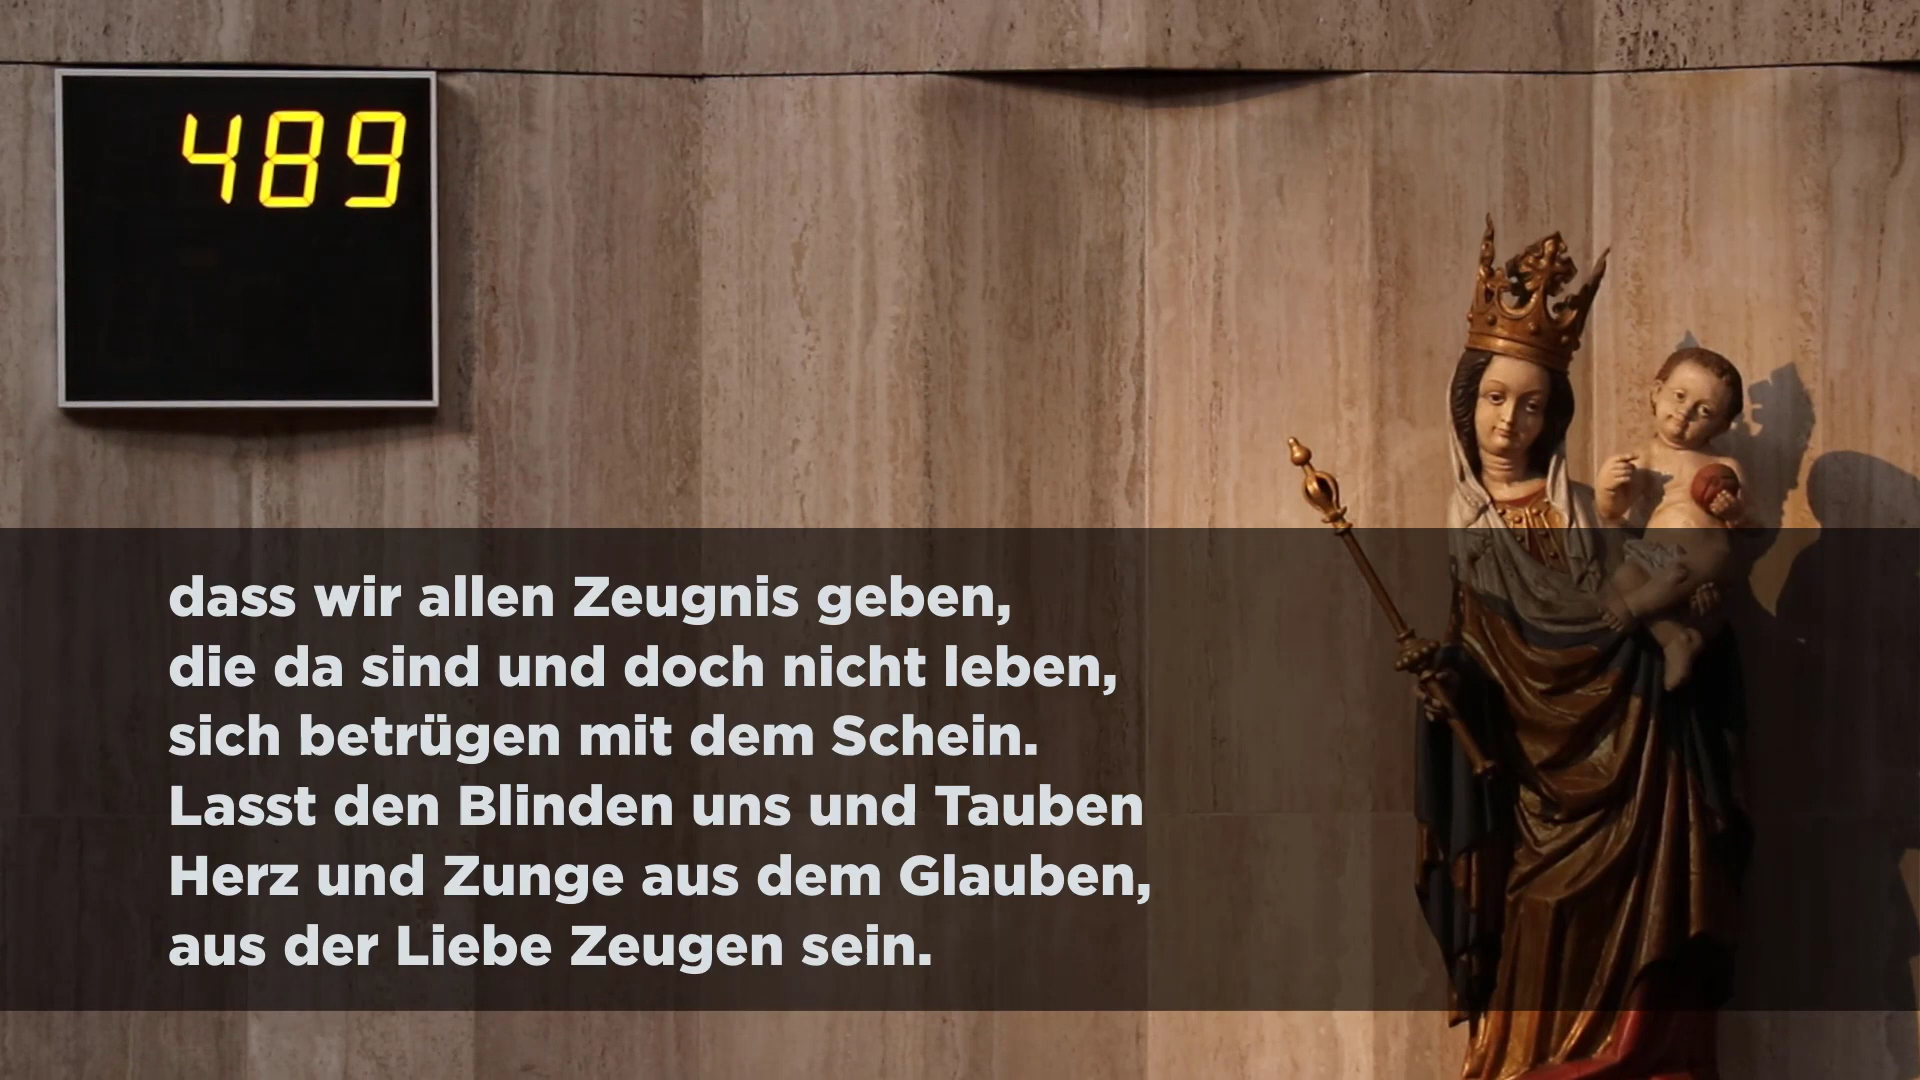 489
dass wir allen Zeugnis geben,
die da sind und doch nicht leben,
sich betrügen mit dem Schein.
Lasst den Blinden uns und Tauben
Herz und Zunge aus dem Glauben,
aus der Liebe Zeugen sein.